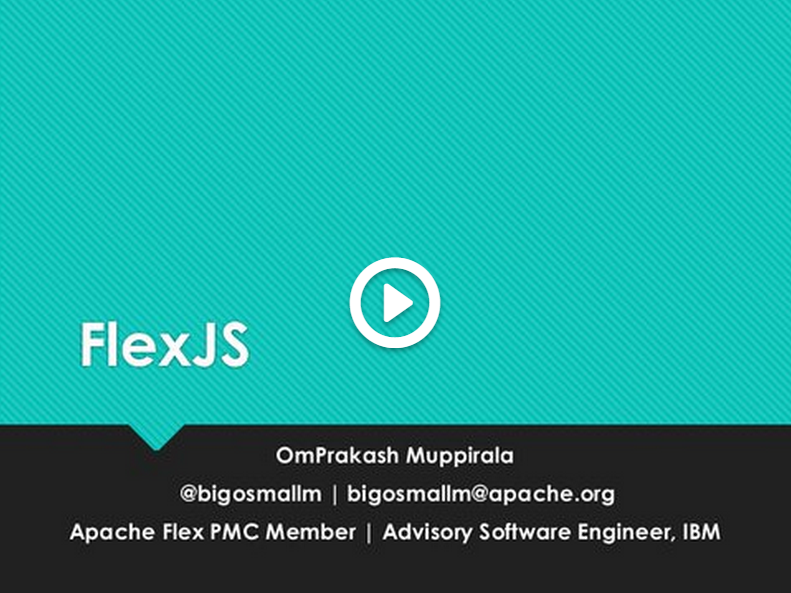 FlexJS
OmPrakash Muppirala
@bigosmallm | bigosmallm@apache.org
Apache Flex PMC Member | Advisory Software Engineer, IBM